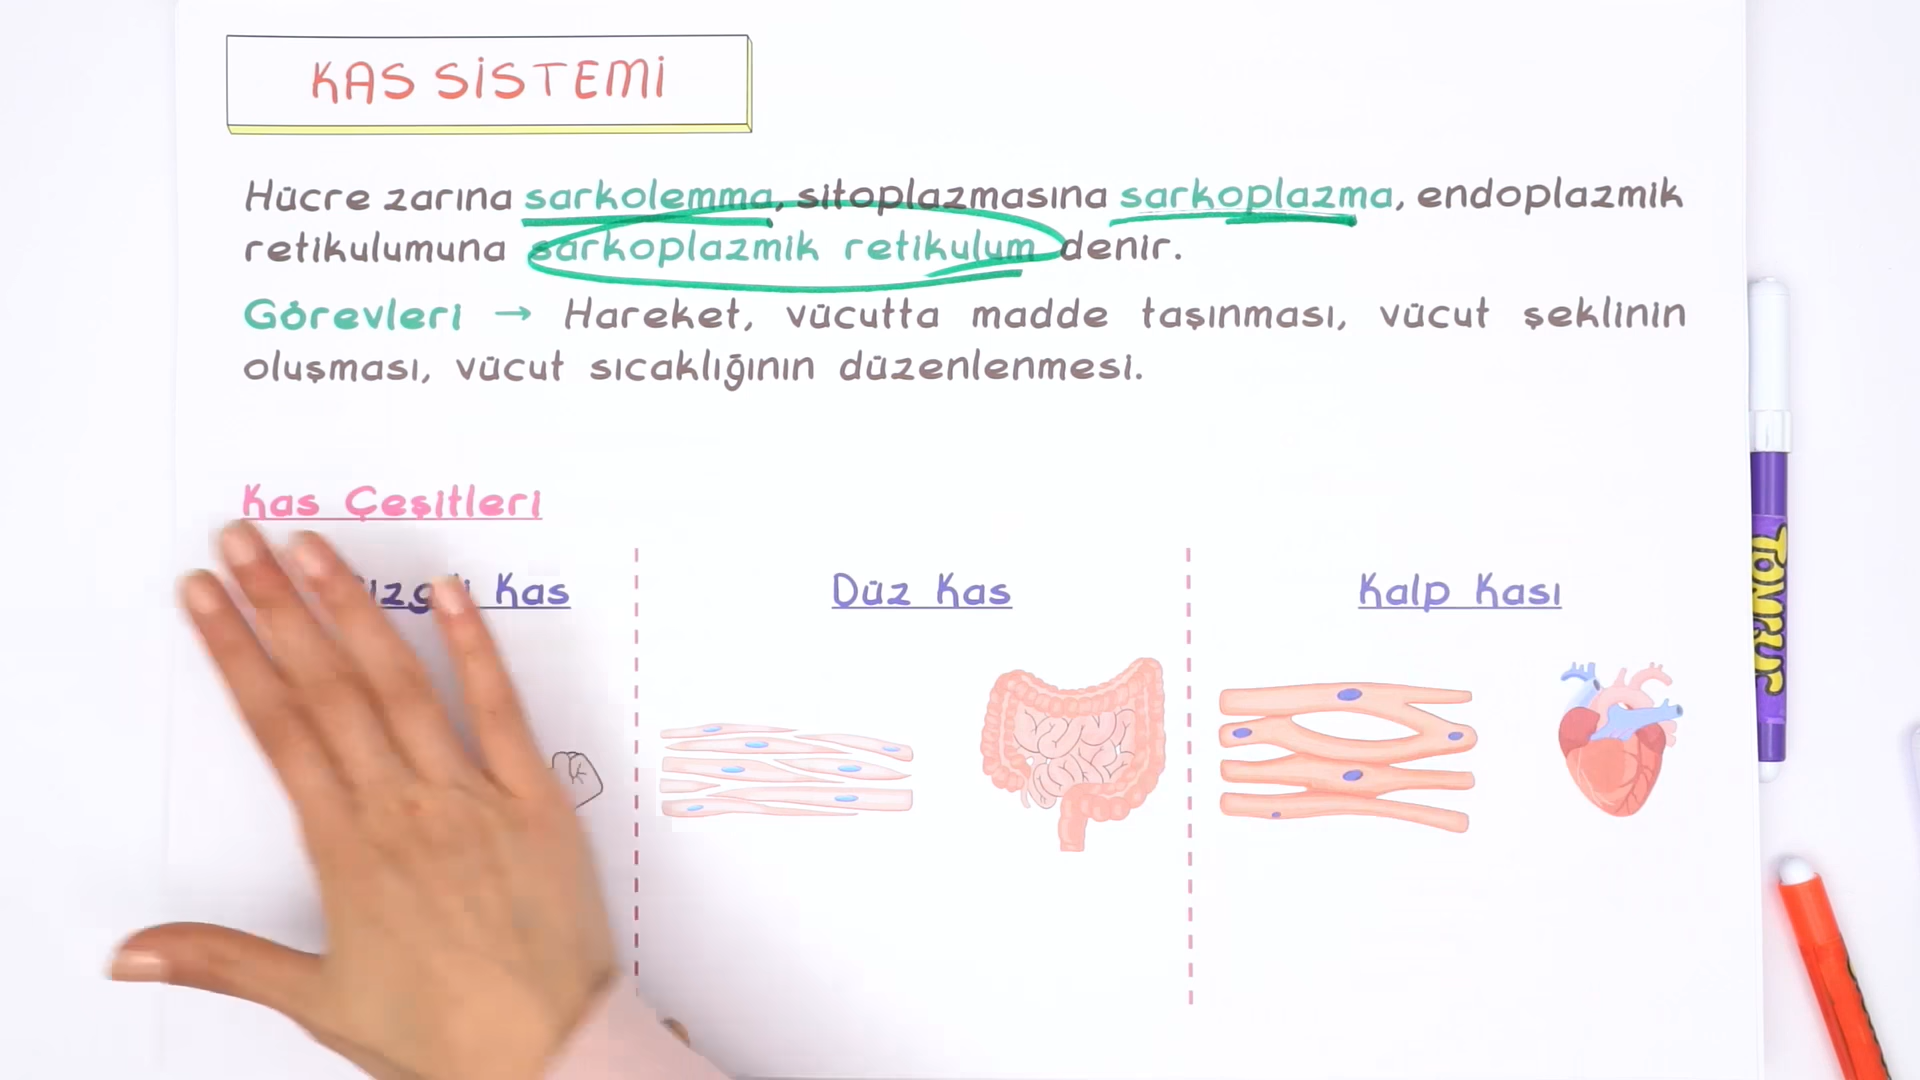 KAS SİSTEMİ
Hücre zarına sarkolemma, sitoplazmasına sarkoplazma, endoplazmik
retikulumuna sarkoplazmik retikulum denir.
Görevleri → Hareket, vücutta madde taşınması, vücut şeklinin
oluşması, vücut sıcaklığının düzenlenmesi.
Kas Çeşitleri
Kas
Düz Kas
Kalp Kası
TOMBUL